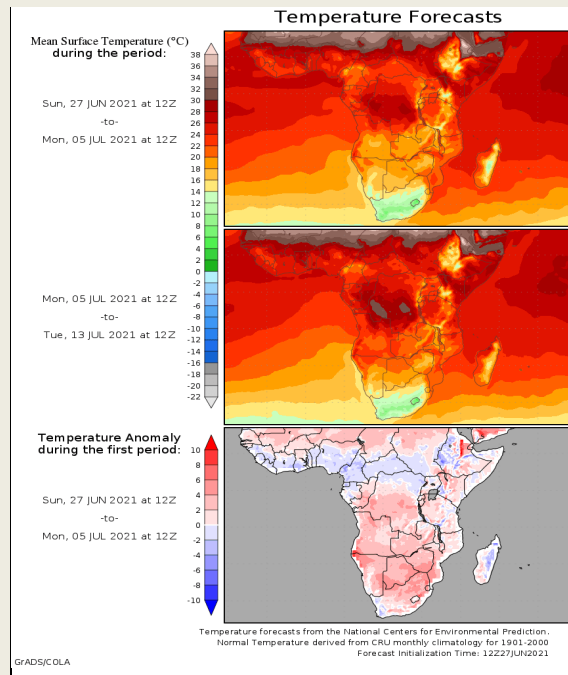 Temperature Forecasts
Mean Surface Temperature (°C)
during the period:
Sun, 27 JUN 2021 at 12Z
-to-
Mon, 05 JUL 2021 at 12Z
38
36
34
32
30
28
26
24
22
20
18
16
14
12
10
8
6
4
2
0
-2
-4
-6
-8
-10
-12
-14
-16
-18
-20
-22
Mon, 05 JUL 2021 at 12Z
-to-
Tue, 13 JUL 2021 at 12Z
Temperature Anomaly
during the first period:
Sun, 27 JUN 2021 at 12Z
-to-
Mon, 05 JUL 2021 at 12Z
10
8
6
4
2
0
-2
-4
-6
-8
-10
Temperature forecasts from the National Centers for Environmental Prediction.
Normal Temperature derived from CRU monthly climatology for 1901-2000
Forecast Initialization Time: 12Z27JUN2021
GrADS/COLA